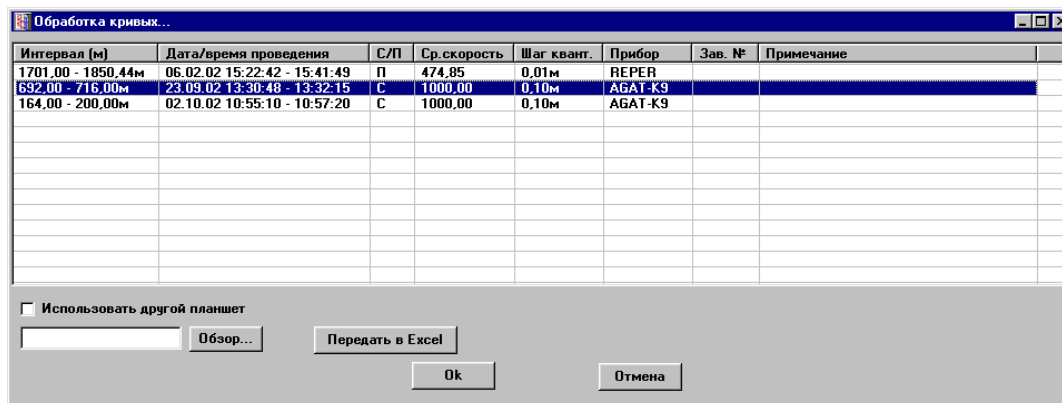 Обработка кривых...
Интервал (м) Дата/время проведения С/П Ср.скорость Шаг квант. Прибор Зав. № Примечание
1701,00 - 1850,44м 06.02.02 15:22:42 - 15:41:49 П 474,85 0,01м REPER
692,00 - 716,00м 23.09.02 13:30:48 - 13:32:15 С 1000,00 0,10м AGAT-K9
164,00 - 200,00м 02.10.02 10:55:10 - 10:57:20 С 1000,00 0,10м AGAT-K9
Использовать другой планшет
Обзор... Передать в Excel
Ok Отмена